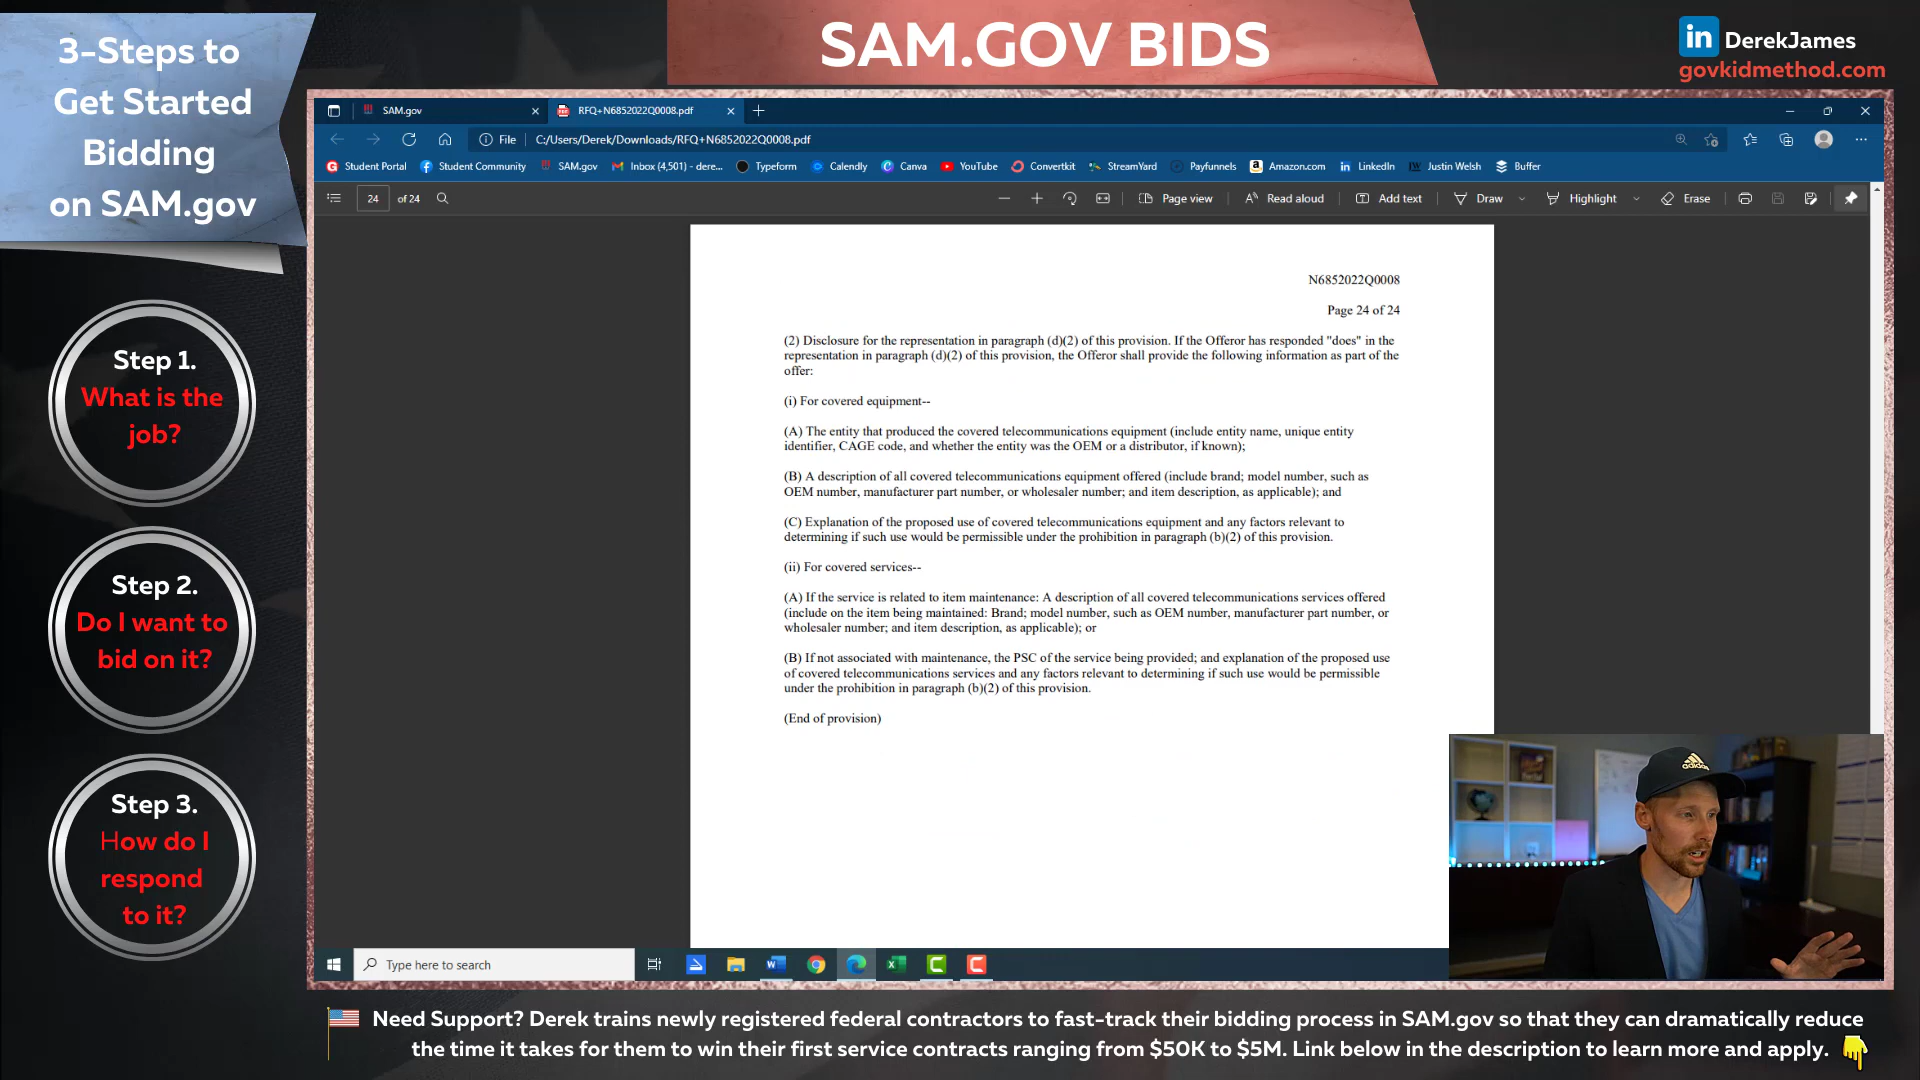 3-Steps to
Get Started
Bidding
on SAM.gov
SAM.GOV BIDS
in DerekJames
govkidmethod.com
SAM.gov
RFQ+N6852022Q0008.pdf
File
C:/Users/Derek/Downloads/RFQ+N6852022Q0008.pdf
Student Portal
Student Community
SAM.gov
Inbox (4,501) - dere...
Typeform
Calendly
Canva
YouTube
Convertkit
StreamYard
Payfunnels
Amazon.com
LinkedIn
Justin Welsh
Buffer
24 of 24
Page view
Read aloud
Add text
Draw
Highlight
Erase
N6852022Q0008
Page 24 of 24
(2) Disclosure for the representation in paragraph (d)(2) of this provision. If the Offeror has responded "does" in the
representation in paragraph (d)(2) of this provision, the Offeror shall provide the following information as part of the
offer:
(i) For covered equipment--
(A) The entity that produced the covered telecommunications equipment (include entity name, unique entity
identifier, CAGE code, and whether the entity was the OEM or a distributor, if known);
(B) A description of all covered telecommunications equipment offered (include brand; model number, such as
OEM number, manufacturer part number, or wholesaler number; and item description, as applicable); and
(C) Explanation of the proposed use of covered telecommunications equipment and any factors relevant to
determining if such use would be permissible under the prohibition in paragraph (b)(2) of this provision.
(ii) For covered services--
(A) If the service is related to item maintenance: A description of all covered telecommunications services offered
(include on the item being maintained: Brand; model number, such as OEM number, manufacturer part number, or
wholesaler number; and item description, as applicable); or
(B) If not associated with maintenance, the PSC of the service being provided; and explanation of the proposed use
of covered telecommunications services and any factors relevant to determining if such use would be permissible
under the prohibition in paragraph (b)(2) of this provision.
(End of provision)
Step 1.
What is the
job?
Step 2.
Do I want to
bid on it?
Step 3.
How do I
respond
to it?
adidas
Type here to search
Need Support? Derek trains newly registered federal contractors to fast-track their bidding process in SAM.gov so that they can dramatically reduce
the time it takes for them to win their first service contracts ranging from $50K to $5M. Link below in the description to learn more and apply.